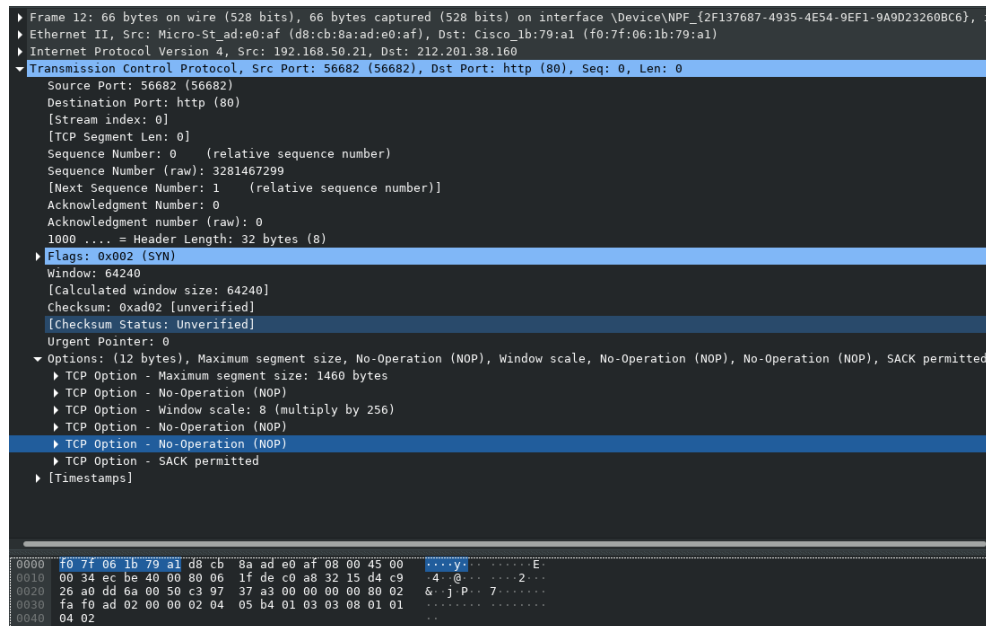 Frame 12: 66 bytes on wire (528 bits), 66 bytes captured (528 bits) on interface \Device\NPF_{2F137687-4935-4E54-9EF1-9A9D23260BC6},
Ethernet II, Src: Micro-St_ad:e0:af (d8:cb:8a:ad:e0:af), Dst: Cisco_1b:79:a1 (f0:7f:06:1b:79:a1)
Internet Protocol Version 4, Src: 192.168.50.21, Dst: 212.201.38.160
Transmission Control Protocol, Src Port: 56682 (56682), Dst Port: http (80), Seq: 0, Len: 0
Source Port: 56682 (56682)
Destination Port: http (80)
[Stream index: 0]
[TCP Segment Len: 0]
Sequence Number: 0    (relative sequence number)
Sequence Number (raw): 3281467299
[Next Sequence Number: 1    (relative sequence number)]
Acknowledgment Number: 0
Acknowledgment number (raw): 0
1000 .... = Header Length: 32 bytes (8)
Flags: 0x002 (SYN)
Window: 64240
[Calculated window size: 64240]
Checksum: 0xad02 [unverified]
[Checksum Status: Unverified]
Urgent Pointer: 0
Options: (12 bytes), Maximum segment size, No-Operation (NOP), Window scale, No-Operation (NOP), No-Operation (NOP), SACK permitted
TCP Option - Maximum segment size: 1460 bytes
TCP Option - No-Operation (NOP)
TCP Option - Window scale: 8 (multiply by 256)
TCP Option - No-Operation (NOP)
TCP Option - No-Operation (NOP)
TCP Option - SACK permitted
[Timestamps]
0000  f0 7f 06 1b 79 a1 d8 cb  8a ad e0 af 08 00 45 00  ····y··· ······E·
0010  00 34 ec be 40 00 80 06  1f de c0 a8 32 15 d4 c9  ·4··@··· ····2···
0020  26 a0 dd 6a 00 50 c3 97  37 a3 00 00 00 00 80 02  &··j·P·· 7·······
0030  fa f0 ad 02 00 00 02 04  05 b4 01 03 03 08 01 01  ········ ········
0040  04 02  ··